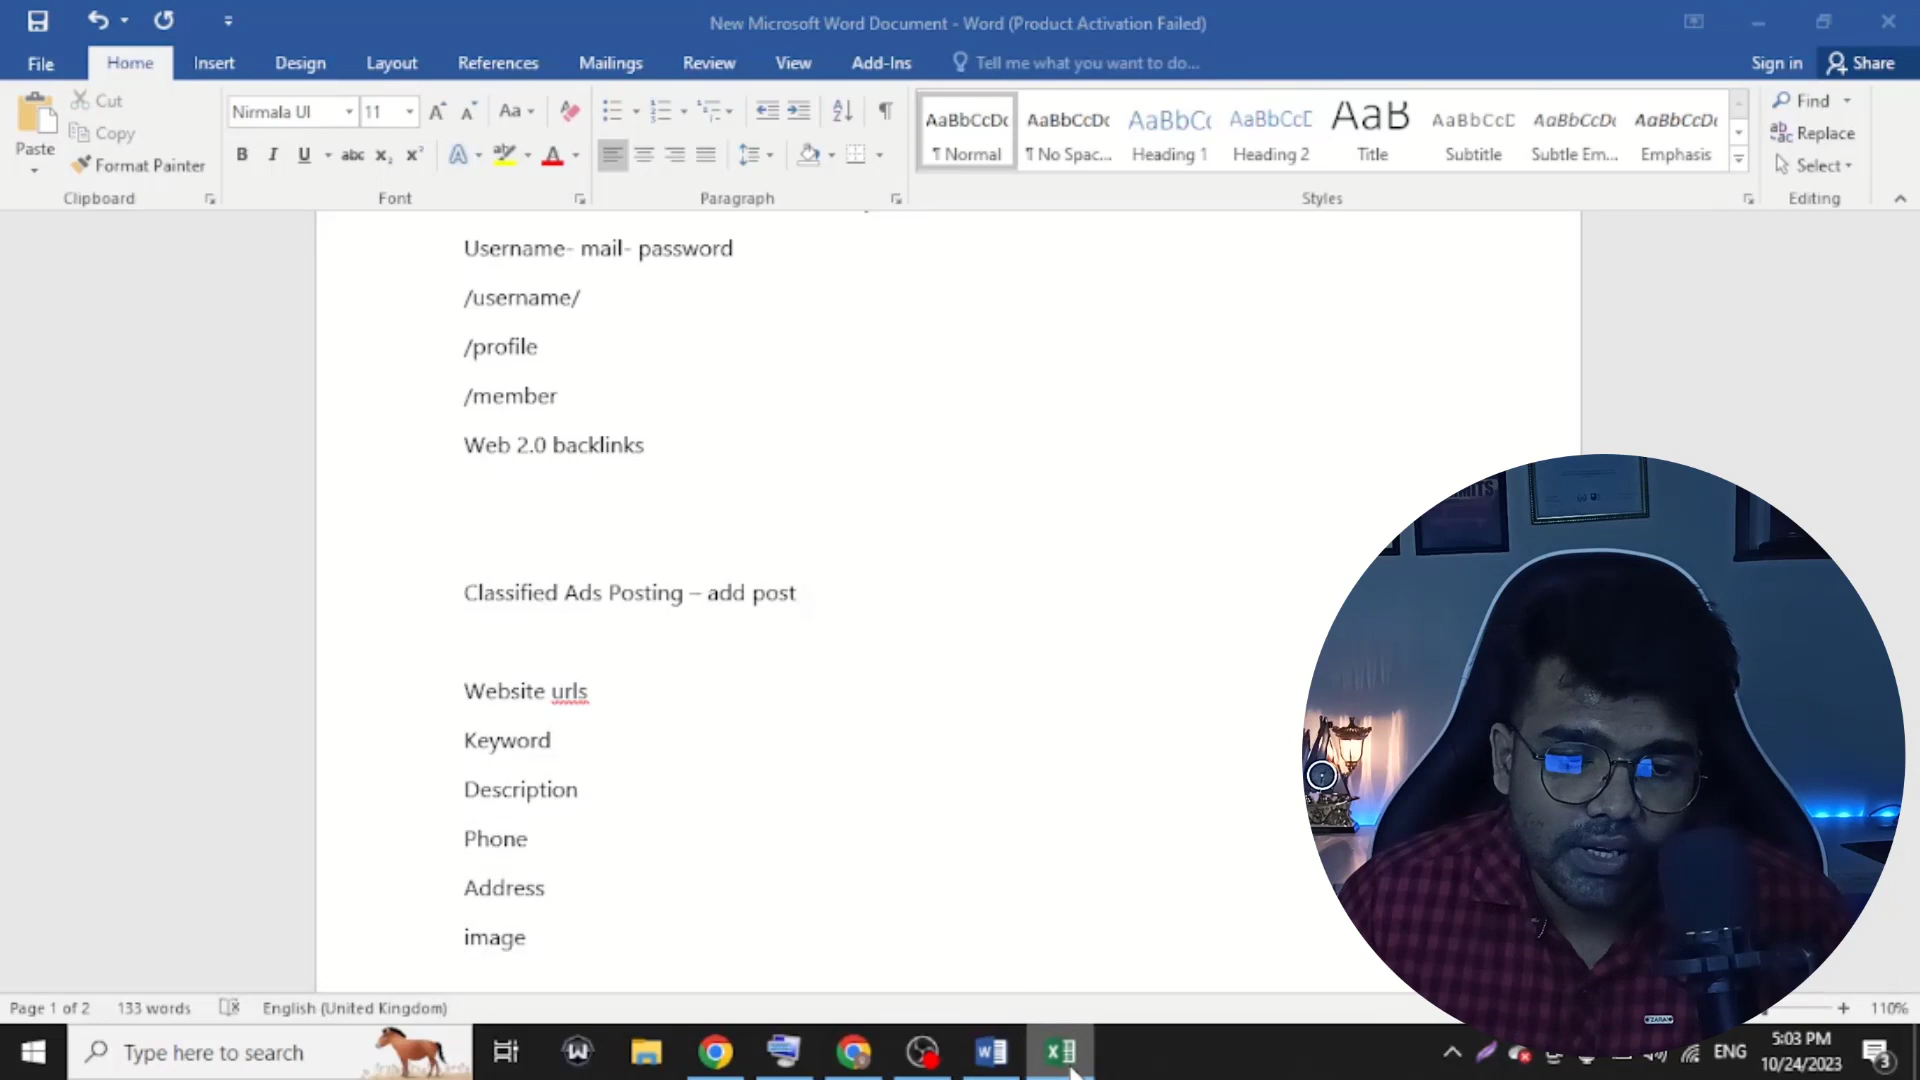 New Microsoft Word Document - Word (Product Activation Failed)
File Home Insert Design Layout References Mailings Review View Add-Ins Tell me what you want to do... Sign in Share
Paste
Cut
Copy
Format Painter
Clipboard
Nirmala UI 11
Font
Paragraph
AaBbCcDc AaBbCcDc AaBbC AaBbCcE AaB AaBbCcD AaBbCcDc AaBbCcDc
¶ Normal ¶ No Spac... Heading 1 Heading 2 Title Subtitle Subtle Em... Emphasis
Styles
Find
Replace
Select
Editing
Username- mail- password
/username/
/profile
/member
Web 2.0 backlinks
Classified Ads Posting – add post
Website urls
Keyword
Description
Phone
Address
image
Page 1 of 2 133 words English (United Kingdom) 110%
Type here to search
ENG
5:03 PM
10/24/2023
3